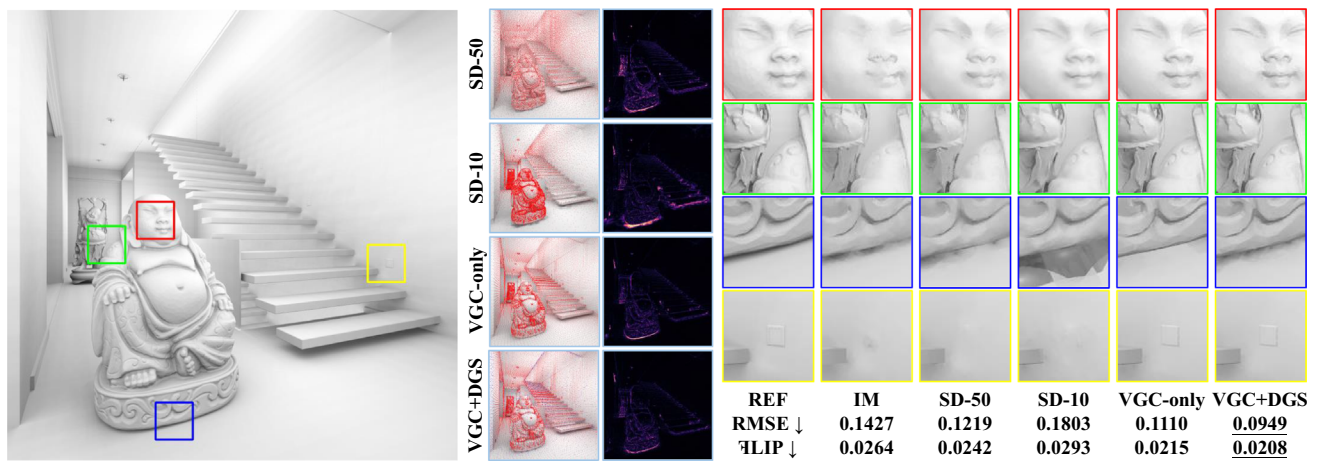 SD-50
SD-10
VGC-only
VGC+DGS
REF IM SD-50 SD-10 VGC-only VGC+DGS
RMSE ↓ 0.1427 0.1219 0.1803 0.1110 0.0949
ꟻLIP ↓ 0.0264 0.0242 0.0293 0.0215 0.0208